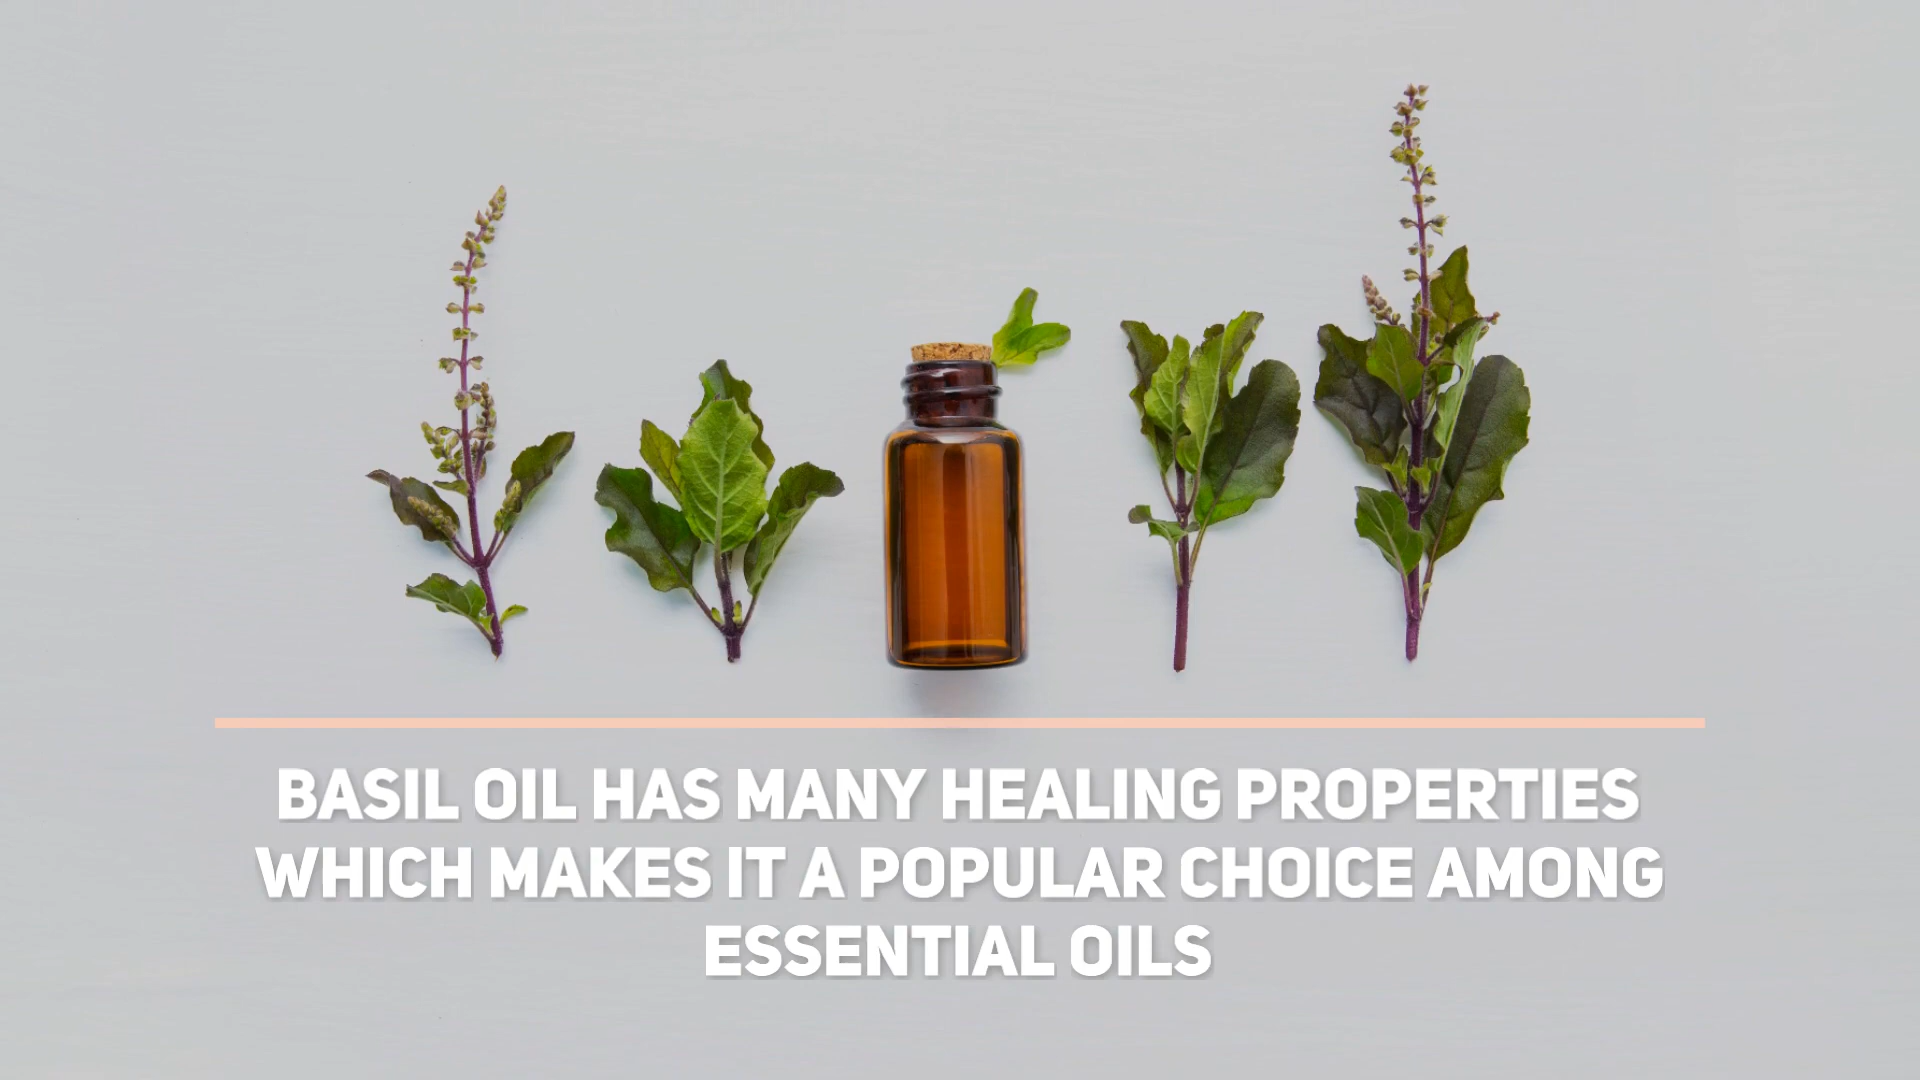 BASIL OIL HAS MANY HEALING PROPERTIES
WHICH MAKES IT A POPULAR CHOICE AMONG
ESSENTIAL OILS